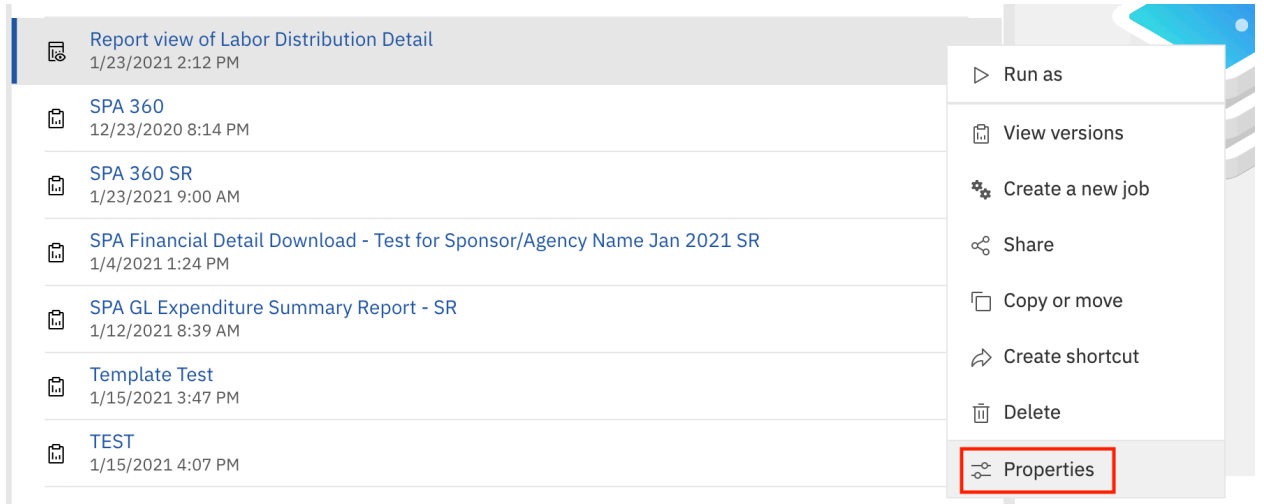 Report view of Labor Distribution Detail
1/23/2021 2:12 PM
SPA 360
12/23/2020 8:14 PM
SPA 360 SR
1/23/2021 9:00 AM
SPA Financial Detail Download - Test for Sponsor/Agency Name Jan 2021 SR
1/4/2021 1:24 PM
SPA GL Expenditure Summary Report - SR
1/12/2021 8:39 AM
Template Test
1/15/2021 3:47 PM
TEST
1/15/2021 4:07 PM
Run as
View versions
Create a new job
Share
Copy or move
Create shortcut
Delete
Properties